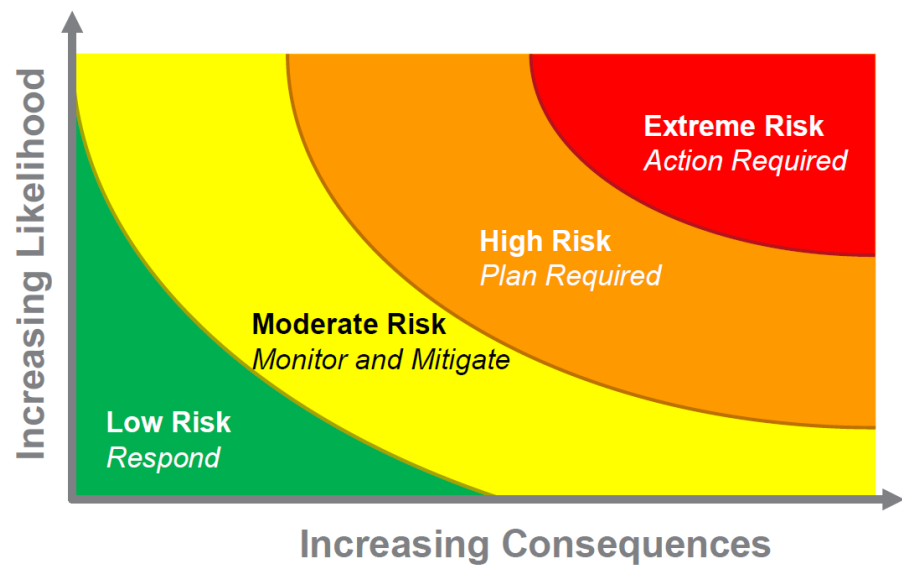 Increasing Likelihood
Extreme Risk
Action Required
High Risk
Plan Required
Moderate Risk
Monitor and Mitigate
Low Risk
Respond
Increasing Consequences